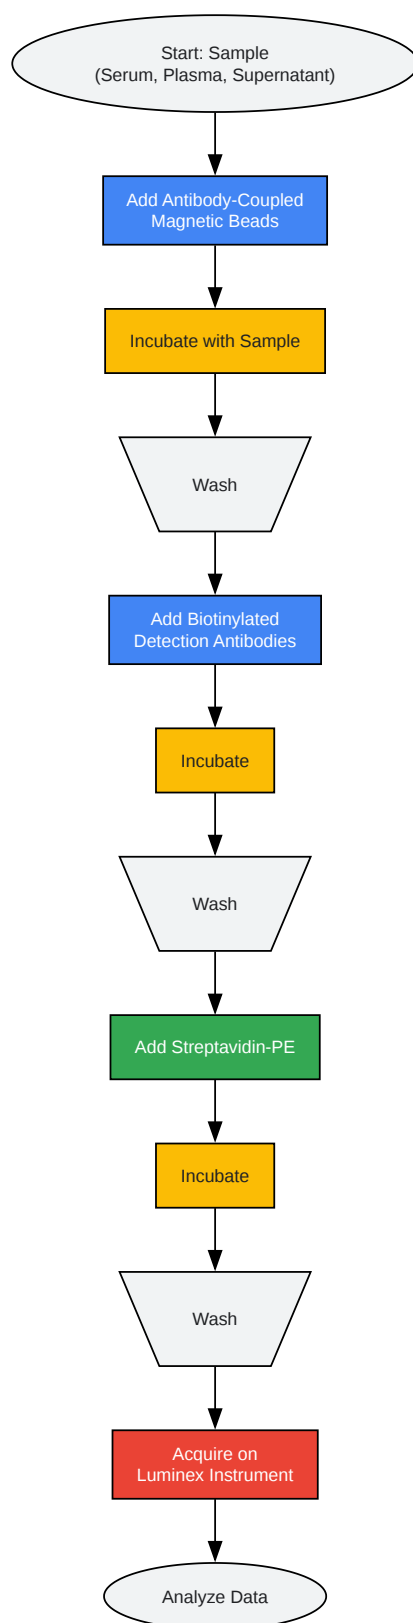 Start: Sample
(Serum, Plasma, Supernatant)
Add Antibody-Coupled
Magnetic Beads
Incubate with Sample
Wash
Add Biotinylated
Detection Antibodies
Incubate
Wash
Add Streptavidin-PE
Incubate
Wash
Acquire on
Luminex Instrument
Analyze Data